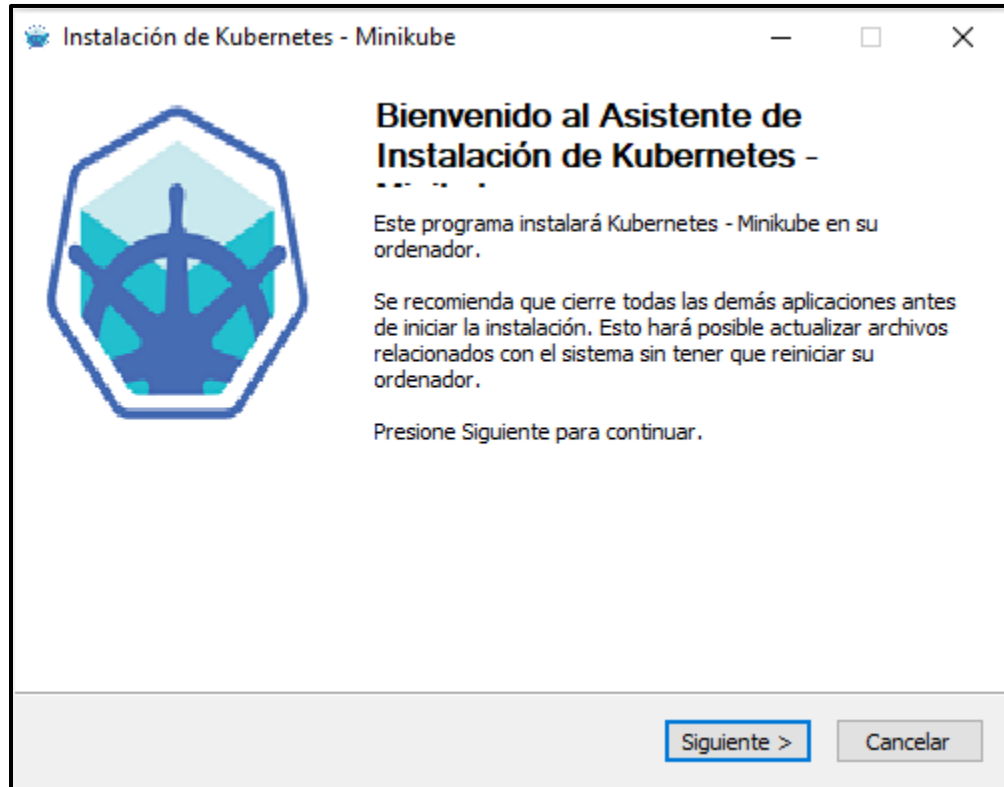 Instalación de Kubernetes - Minikube
Bienvenido al Asistente de
Instalación de Kubernetes -
Este programa instalará Kubernetes - Minikube en su
ordenador.
Se recomienda que cierre todas las demás aplicaciones antes
de iniciar la instalación. Esto hará posible actualizar archivos
relacionados con el sistema sin tener que reiniciar su
ordenador.
Presione Siguiente para continuar.
Siguiente >
Cancelar